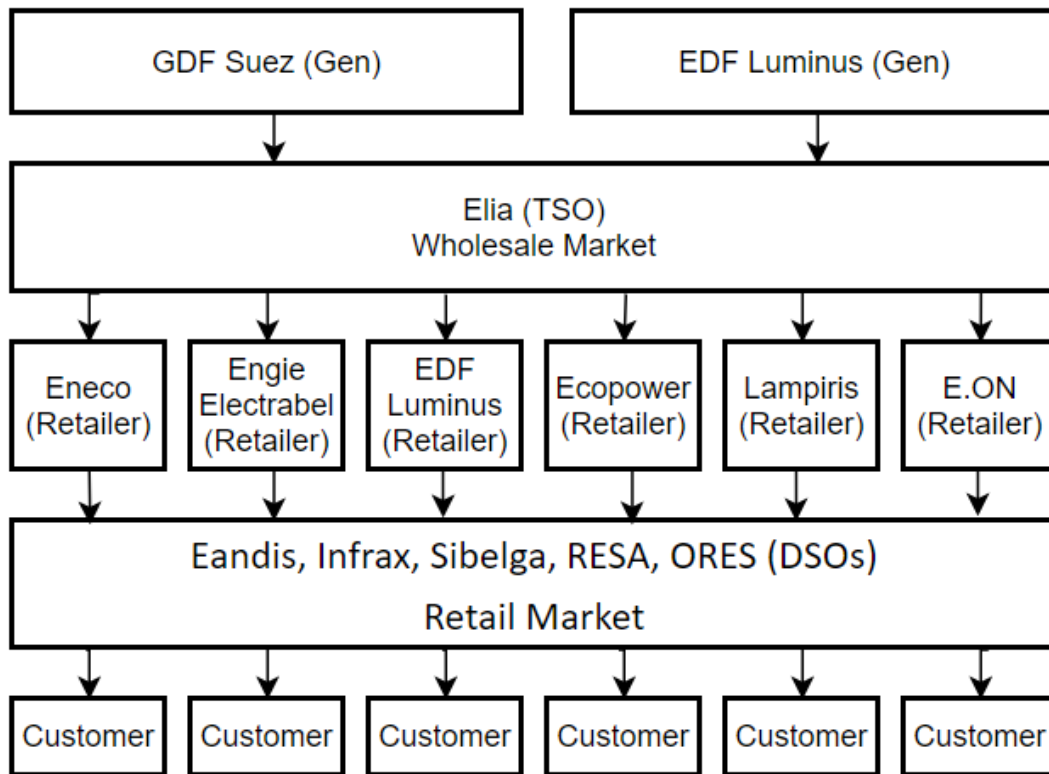 GDF Suez (Gen)
EDF Luminus (Gen)
Elia (TSO)
Wholesale Market
Eneco
(Retailer)
Engie
Electrabel
(Retailer)
EDF
Luminus
(Retailer)
Ecopower
(Retailer)
Lampiris
(Retailer)
E.ON
(Retailer)
Eandis, Infrax, Sibelga, RESA, ORES (DSOs)
Retail Market
Customer
Customer
Customer
Customer
Customer
Customer